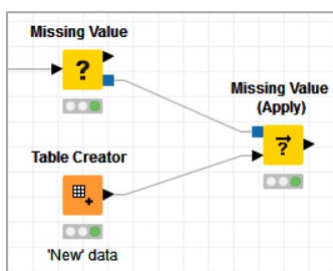 Missing Value
?
Missing Value
(Apply)
?
Table Creator
'New' data